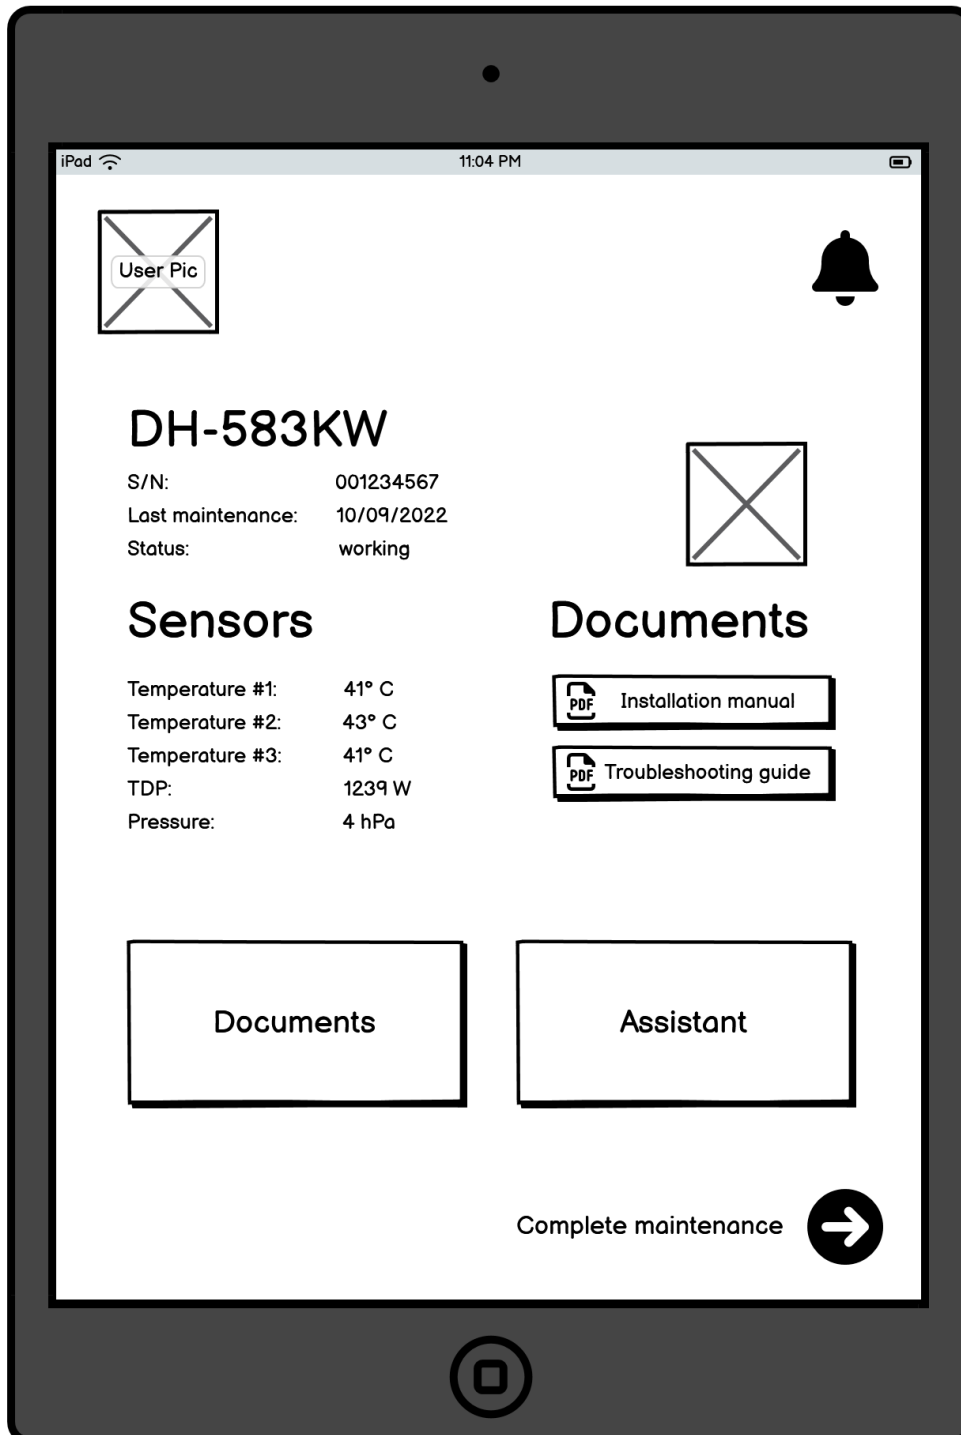 iPad 11:04 PM
User Pic
DH-583KW
S/N: 001234567
Last maintenance: 10/09/2022
Status: working
Sensors
Temperature #1: 41° C
Temperature #2: 43° C
Temperature #3: 41° C
TDP: 1239 W
Pressure: 4 hPa
Documents
PDF Installation manual
PDF Troubleshooting guide
Documents
Assistant
Complete maintenance